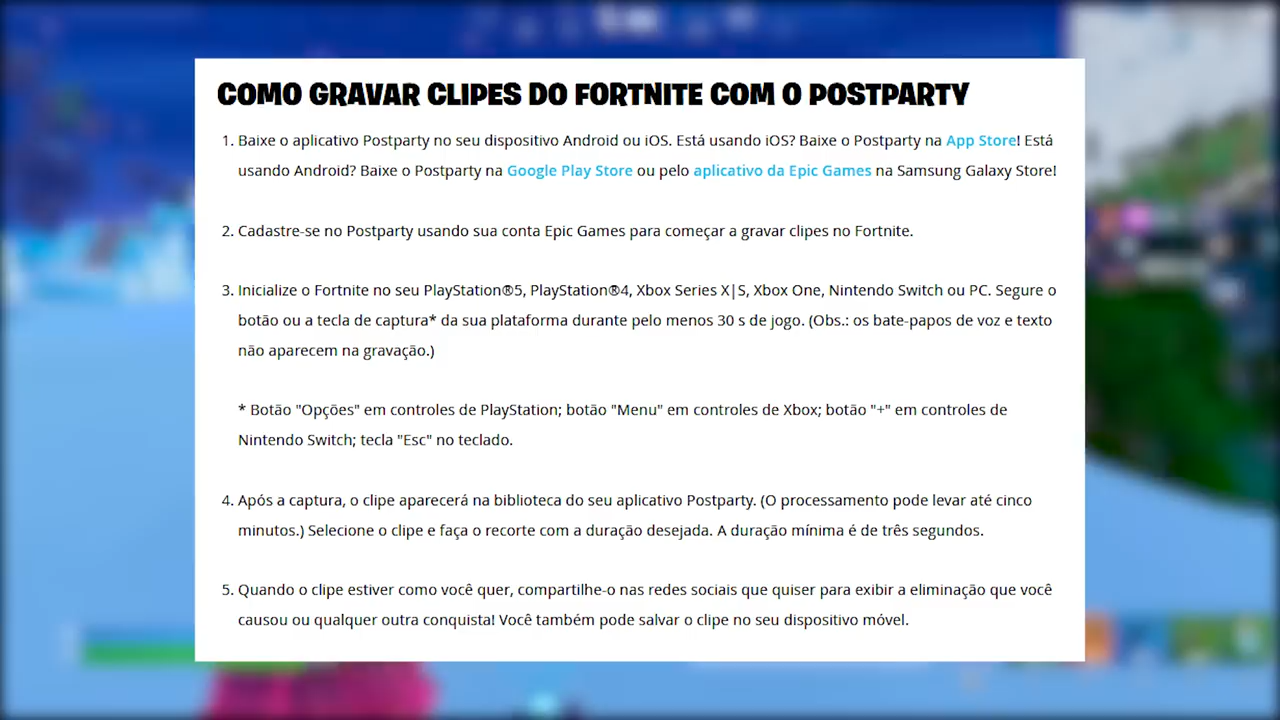 COMO GRAVAR CLIPES DO FORTNITE COM O POSTPARTY
1. Baixe o aplicativo Postparty no seu dispositivo Android ou iOS. Está usando iOS? Baixe o Postparty na App Store! Está
usando Android? Baixe o Postparty na Google Play Store ou pelo aplicativo da Epic Games na Samsung Galaxy Store!
2. Cadastre-se no Postparty usando sua conta Epic Games para começar a gravar clipes no Fortnite.
3. Inicialize o Fortnite no seu PlayStation®5, PlayStation®4, Xbox Series X|S, Xbox One, Nintendo Switch ou PC. Segure o
botão ou a tecla de captura* da sua plataforma durante pelo menos 30 s de jogo. (Obs.: os bate-papos de voz e texto
não aparecem na gravação.)
* Botão "Opções" em controles de PlayStation; botão "Menu" em controles de Xbox; botão "+" em controles de
Nintendo Switch; tecla "Esc" no teclado.
4. Após a captura, o clipe aparecerá na biblioteca do seu aplicativo Postparty. (O processamento pode levar até cinco
minutos.) Selecione o clipe e faça o recorte com a duração desejada. A duração mínima é de três segundos.
5. Quando o clipe estiver como você quer, compartilhe-o nas redes sociais que quiser para exibir a eliminação que você
causou ou qualquer outra conquista! Você também pode salvar o clipe no seu dispositivo móvel.